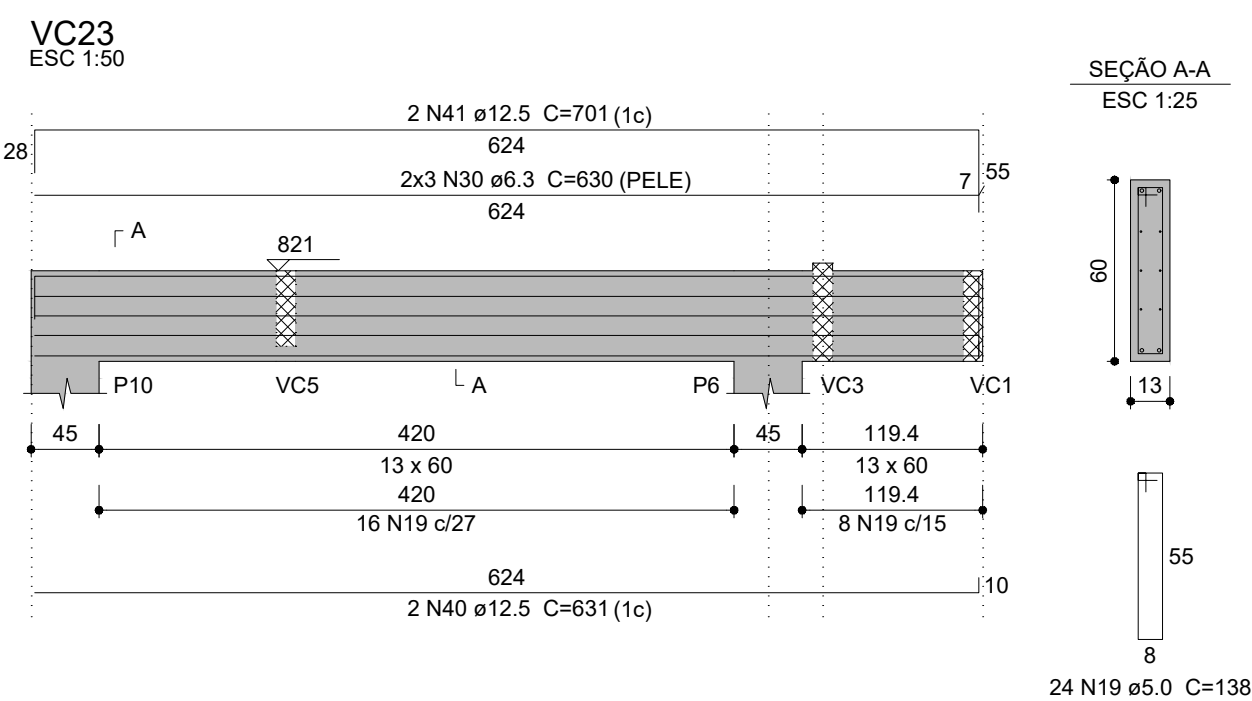 VC23
ESC 1:50
SEÇÃO A-A
ESC 1:25
2 N41 ø12.5 C=701 (1c)
28
624
55
2x3 N30 ø6.3 C=630 (PELE)
7
624
A
821
60
P10
VC5
A
P6
VC3
VC1
13
45
420
45
119.4
13 x 60
13 x 60
420
119.4
16 N19 c/27
8 N19 c/15
55
624
10
2 N40 ø12.5 C=631 (1c)
8
24 N19 ø5.0 C=138